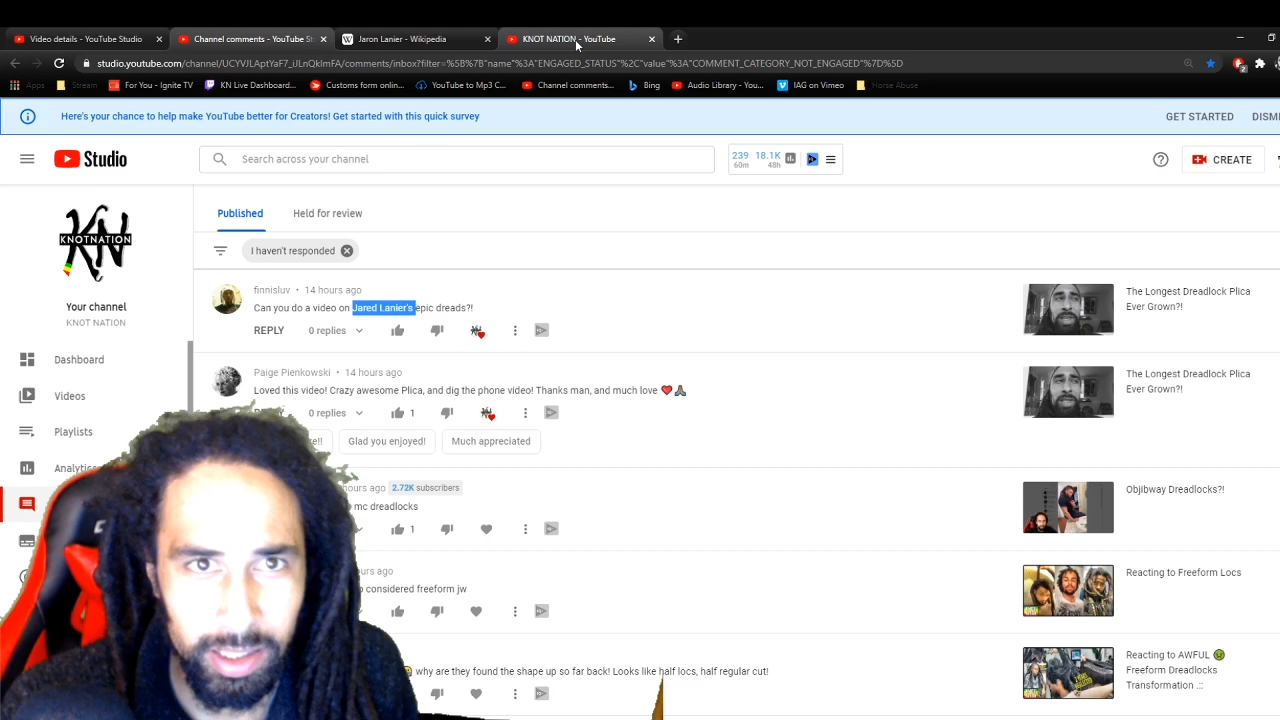 Video details - YouTube Studio
Channel comments - YouTube St
Jaron Lanier - Wikipedia
KNOT NATION - YouTube
studio.youtube.com/channel/UCYVJLAptYaF7_iJLnQklmFA/comments/inbox?filter=%5B%7B"name"%3A"ENGAGED_STATUS"%2C"value"%3A"COMMENT_CATEGORY_NOT_ENGAGED"%7D%5D
Apps
Stream
For You - Ignite TV
KN Live Dashboard...
Customs form onlin...
YouTube to Mp3 C...
Channel comments...
Bing
Audio Library - You...
IAG on Vimeo
Horse Abuse
Here's your chance to help make YouTube better for Creators! Get started with this quick survey
GET STARTED
DISMI
Studio
Search across your channel
239 18.1K
60m 48h
CREATE
KN
KNOTNATION
Your channel
KNOT NATION
Dashboard
Videos
Playlists
Analytics
Published
Held for review
I haven't responded
finnisluv • 14 hours ago
Can you do a video on Jared Lanier's epic dreads?!
REPLY 0 replies
The Longest Dreadlock Plica
Ever Grown?!
Paige Pienkowski • 14 hours ago
Loved this video! Crazy awesome Plica, and dig the phone video! Thanks man, and much love ❤️🙏🏽
0 replies 1
Glad you enjoyed!
Much appreciated
The Longest Dreadlock Plica
Ever Grown?!
hours ago 2.72K subscribers
mc dreadlocks
1
Objibway Dreadlocks?!
urs ago
considered freeform jw
Reacting to Freeform Locs
why are they found the shape up so far back! Looks like half locs, half regular cut!
Reacting to AWFUL 🤢
Freeform Dreadlocks
Transformation .::